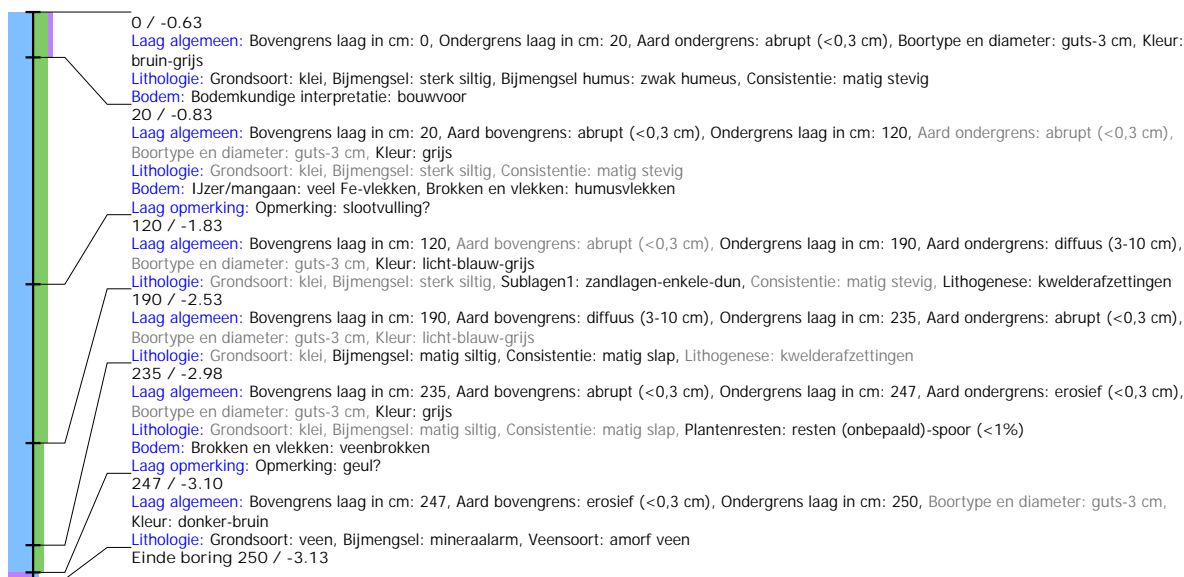 0 / -0.63
Laag algemeen: Bovengrens laag in cm: 0, Ondergrens laag in cm: 20, Aard ondergrens: abrupt (<0,3 cm), Boortype en diameter: guts-3 cm, Kleur:
bruin-grijs
Lithologie: Grondsoort: klei, Bijmengsel: sterk siltig, Bijmengsel humus: zwak humeus, Consistentie: matig stevig
Bodem: Bodemkundige interpretatie: bouwvoor
20 / -0.83
Laag algemeen: Bovengrens laag in cm: 20, Aard bovengrens: abrupt (<0,3 cm), Ondergrens laag in cm: 120, Aard ondergrens: abrupt (<0,3 cm),
Boortype en diameter: guts-3 cm, Kleur: grijs
Lithologie: Grondsoort: klei, Bijmengsel: sterk siltig, Consistentie: matig stevig
Bodem: IJzer/mangaan: veel Fe-vlekken, Brokken en vlekken: humusvlekken
Laag opmerking: Opmerking: slootvulling?
120 / -1.83
Laag algemeen: Bovengrens laag in cm: 120, Aard bovengrens: abrupt (<0,3 cm), Ondergrens laag in cm: 190, Aard ondergrens: diffuus (3-10 cm),
Boortype en diameter: guts-3 cm, Kleur: licht-blauw-grijs
Lithologie: Grondsoort: klei, Bijmengsel: sterk siltig, Sublagen1: zandlagen-enkele-dun, Consistentie: matig stevig, Lithogenese: kwelderafzettingen
190 / -2.53
Laag algemeen: Bovengrens laag in cm: 190, Aard bovengrens: diffuus (3-10 cm), Ondergrens laag in cm: 235, Aard ondergrens: abrupt (<0,3 cm),
Boortype en diameter: guts-3 cm, Kleur: licht-blauw-grijs
Lithologie: Grondsoort: klei, Bijmengsel: matig siltig, Consistentie: matig slap, Lithogenese: kwelderafzettingen
235 / -2.98
Laag algemeen: Bovengrens laag in cm: 235, Aard bovengrens: abrupt (<0,3 cm), Ondergrens laag in cm: 247, Aard ondergrens: erosief (<0,3 cm),
Boortype en diameter: guts-3 cm, Kleur: grijs
Lithologie: Grondsoort: klei, Bijmengsel: matig siltig, Consistentie: matig slap, Plantenresten: resten (onbepaald)-spoor (<1%)
Bodem: Brokken en vlekken: veenbrokken
Laag opmerking: Opmerking: geul?
247 / -3.10
Laag algemeen: Bovengrens laag in cm: 247, Aard bovengrens: erosief (<0,3 cm), Ondergrens laag in cm: 250, Boortype en diameter: guts-3 cm,
Kleur: donker-bruin
Lithologie: Grondsoort: veen, Bijmengsel: mineraalarm, Veensoort: amorf veen
Einde boring 250 / -3.13